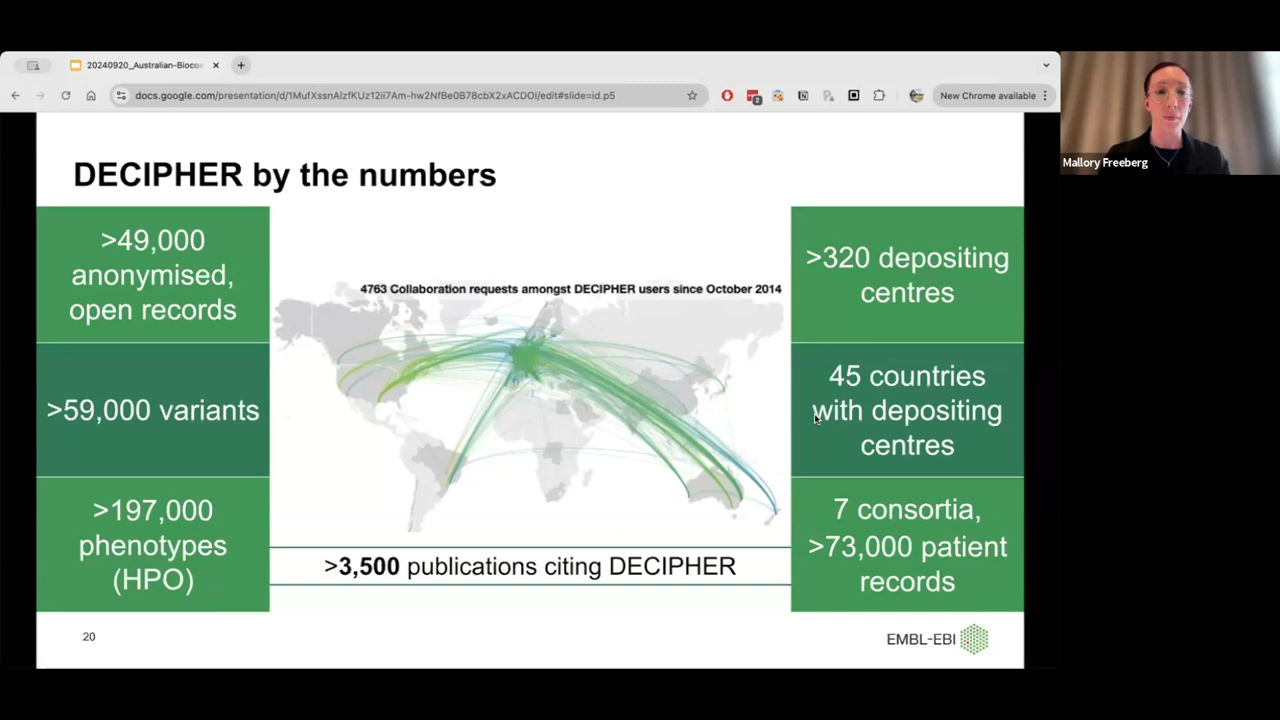 20240920_Australian-Bioco
docs.google.com/presentation/d/1MufXssnAlzfKUz12ii7Am-hw2NfBe0B78cbX2xACDOI/edit#slide=id.p5
2
New Chrome available
Mallory Freeberg
DECIPHER by the numbers
>49,000
anonymised,
open records
>59,000 variants
>197,000
phenotypes
(HPO)
4763 Collaboration requests amongst DECIPHER users since October 2014
>3,500 publications citing DECIPHER
>320 depositing
centres
45 countries
with depositing
centres
7 consortia,
>73,000 patient
records
20
EMBL-EBI